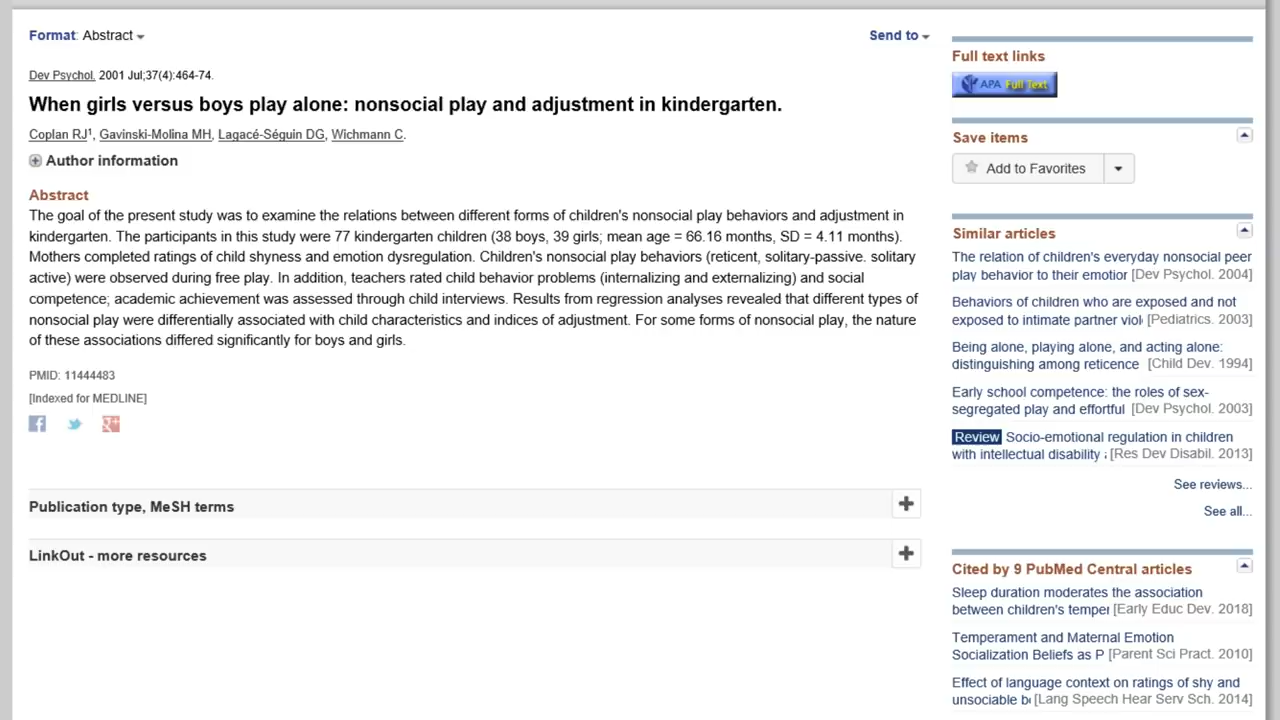 Format: Abstract
Send to
Dev Psychol. 2001 Jul;37(4):464-74.
When girls versus boys play alone: nonsocial play and adjustment in kindergarten.
Coplan RJ1, Gavinski-Molina MH, Lagacé-Séguin DG, Wichmann C.
Author information
Abstract
The goal of the present study was to examine the relations between different forms of children's nonsocial play behaviors and adjustment in
kindergarten. The participants in this study were 77 kindergarten children (38 boys, 39 girls; mean age = 66.16 months, SD = 4.11 months).
Mothers completed ratings of child shyness and emotion dysregulation. Children's nonsocial play behaviors (reticent, solitary-passive. solitary
active) were observed during free play. In addition, teachers rated child behavior problems (internalizing and externalizing) and social
competence; academic achievement was assessed through child interviews. Results from regression analyses revealed that different types of
nonsocial play were differentially associated with child characteristics and indices of adjustment. For some forms of nonsocial play, the nature
of these associations differed significantly for boys and girls.
PMID: 11444483
[Indexed for MEDLINE]
Publication type, MeSH terms
LinkOut - more resources
Full text links
APA Full Text
Save items
Add to Favorites
Similar articles
The relation of children's everyday nonsocial peer
play behavior to their emotior [Dev Psychol. 2004]
Behaviors of children who are exposed and not
exposed to intimate partner viol [Pediatrics. 2003]
Being alone, playing alone, and acting alone:
distinguishing among reticence [Child Dev. 1994]
Early school competence: the roles of sex-
segregated play and effortful [Dev Psychol. 2003]
Review Socio-emotional regulation in children
with intellectual disability [Res Dev Disabil. 2013]
See reviews...
See all...
Cited by 9 PubMed Central articles
Sleep duration moderates the association
between children's temper [Early Educ Dev. 2018]
Temperament and Maternal Emotion
Socialization Beliefs as P [Parent Sci Pract. 2010]
Effect of language context on ratings of shy and
unsociable b [Lang Speech Hear Serv Sch. 2014]